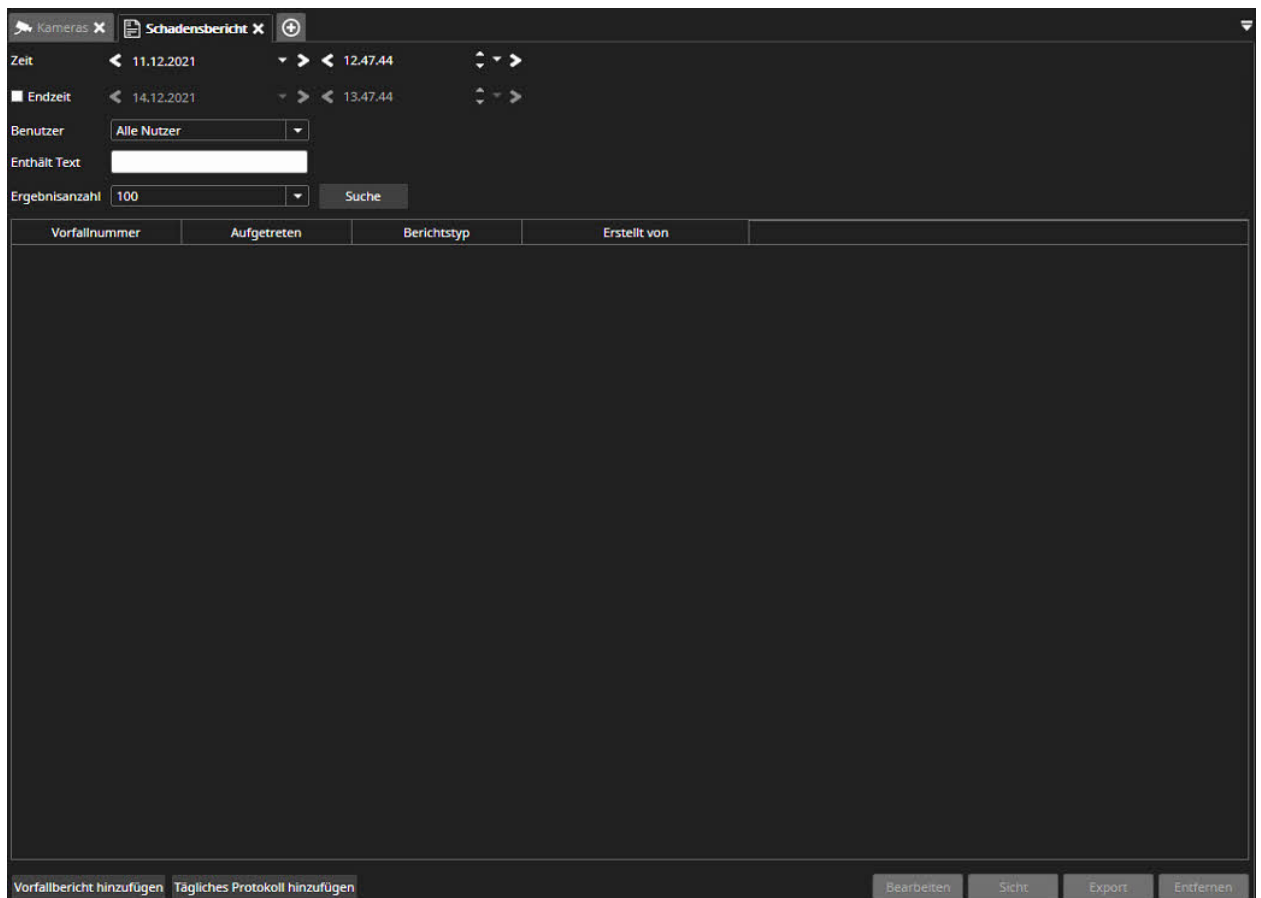 Kameras Schadensbericht
Zeit 11.12.2021 12.47.44
Endzeit 14.12.2021 13.47.44
Benutzer Alle Nutzer
Enthält Text
Ergebnisanzahl 100 Suche
Vorfallnummer Aufgetreten Berichtstyp Erstellt von
Vorfallbericht hinzufügen Tägliches Protokoll hinzufügen Bearbeiten Sicht Export Entfernen